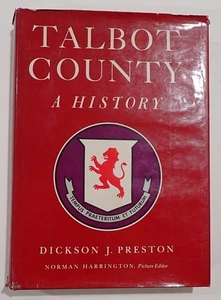 TALBOT
COUNTY
A HISTORY
TEMPUS PRAETERITUM ET FUTURUM
DICKSON J. PRESTON
NORMAN HARRINGTON, Picture Editor